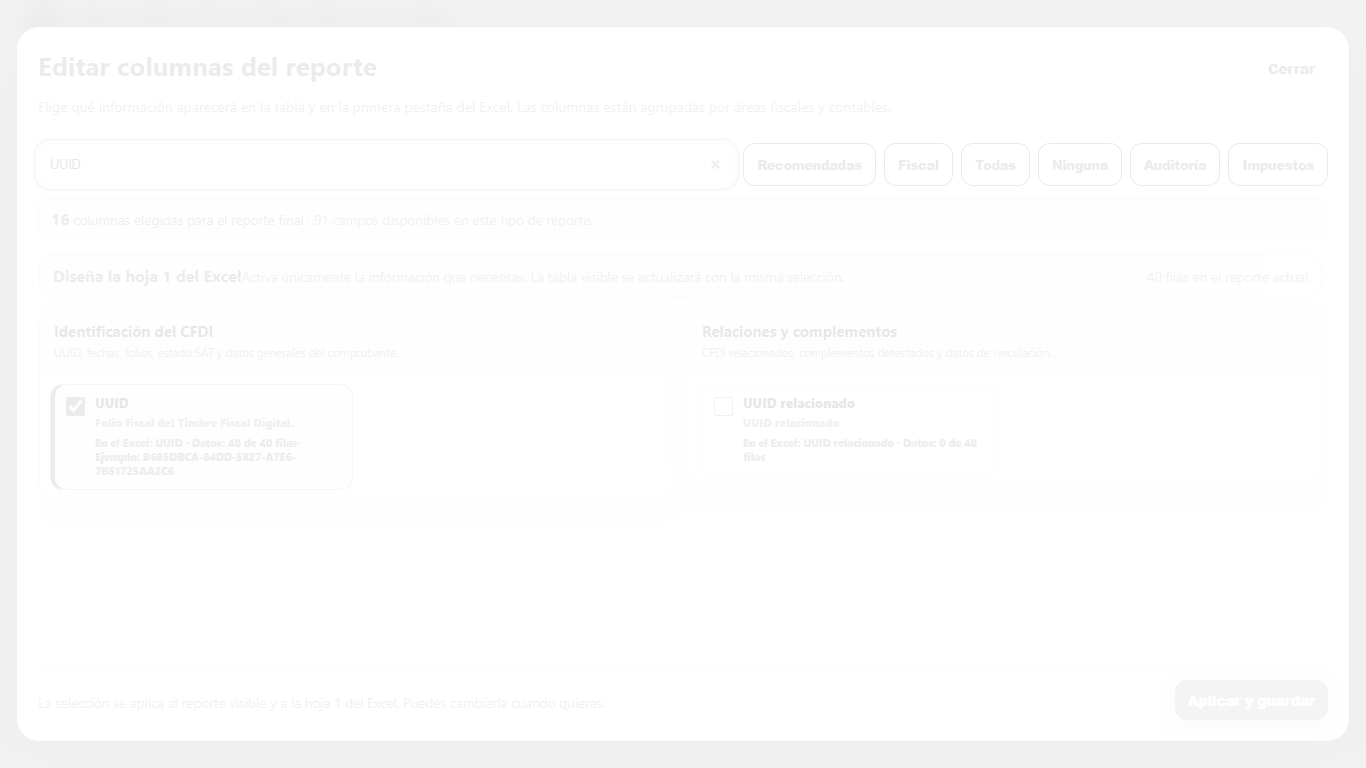 Editar columnas del reporte
Cerrar
Elige qué información aparecerá en la tabla y en la primera pestaña del Excel. Las columnas están agrupadas por áreas fiscales y contables.
UUID ×
Recomendadas
Fiscal
Todas
Ninguna
Auditoría
Impuestos
16 columnas elegidas para el reporte final · 91 campos disponibles en este tipo de reporte.
Diseña la hoja 1 del ExcelActiva únicamente la información que necesitas. La tabla visible se actualizará con la misma selección.
40 filas en el reporte actual
Identificación del CFDI
UUID, fechas, folios, estado SAT y datos generales del comprobante.
UUID
Folio fiscal del Timbre Fiscal Digital.
En el Excel: UUID · Datos: 40 de 40 filas·
Ejemplo: B685DBCA-64DD-5827-A7E6-
7B51725AA2C6
Relaciones y complementos
CFDI relacionados, complementos detectados y datos de vinculación.
UUID relacionado
UUID relacionado
En el Excel: UUID relacionado · Datos: 0 de 40
filas
La selección se aplica al reporte visible y a la hoja 1 del Excel. Puedes cambiarla cuando quieras.
Aplicar y guardar